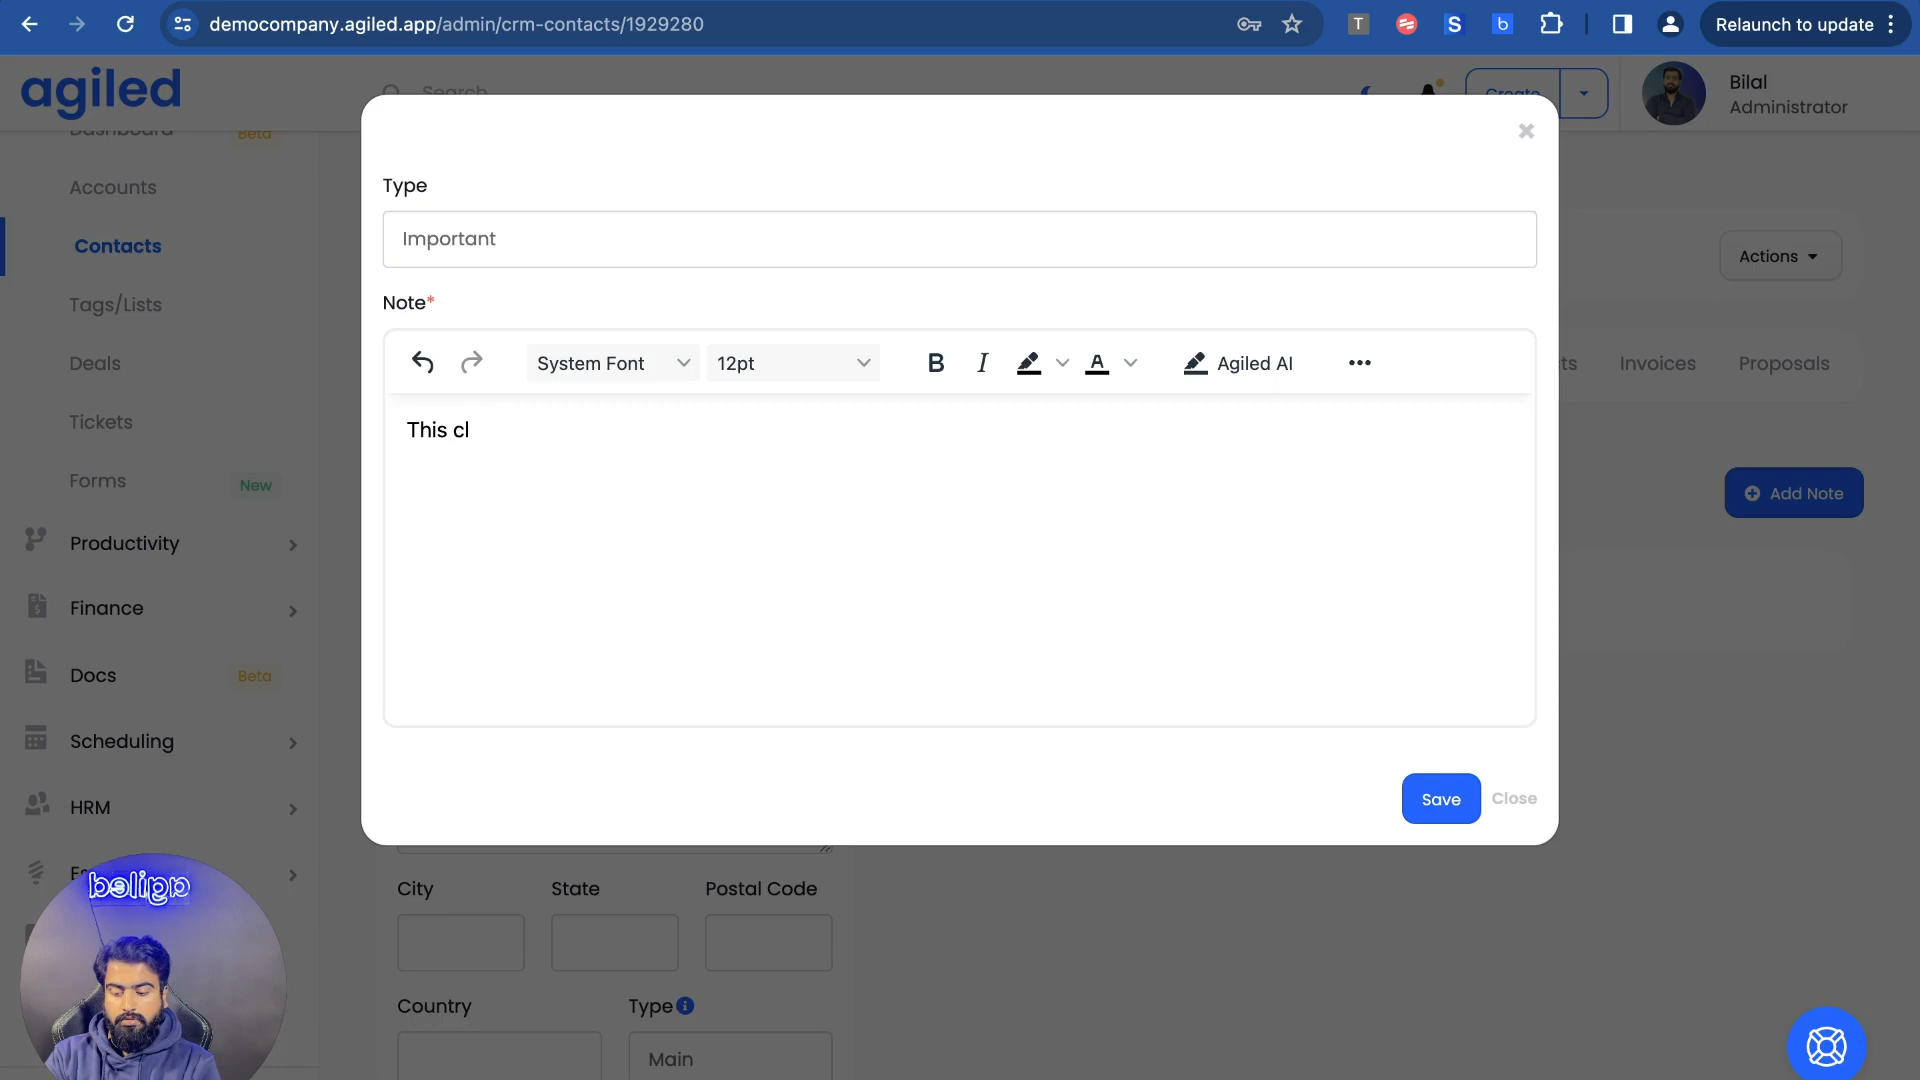 democompany.agiled.app/admin/crm-contacts/1929280
T
S
b
Relaunch to update
agiled
Search
Create
Bilal
Administrator
Dashboard
Beta
Accounts
Contacts
Tags/Lists
Deals
Tickets
Forms
New
Productivity
Finance
Docs
Beta
Scheduling
HRM
Type
Important
Note*
System Font
12pt
B
I
A
Agiled AI
This cl
Save
Close
Actions
ts
Invoices
Proposals
Add Note
City
State
Postal Code
Country
Type
Main